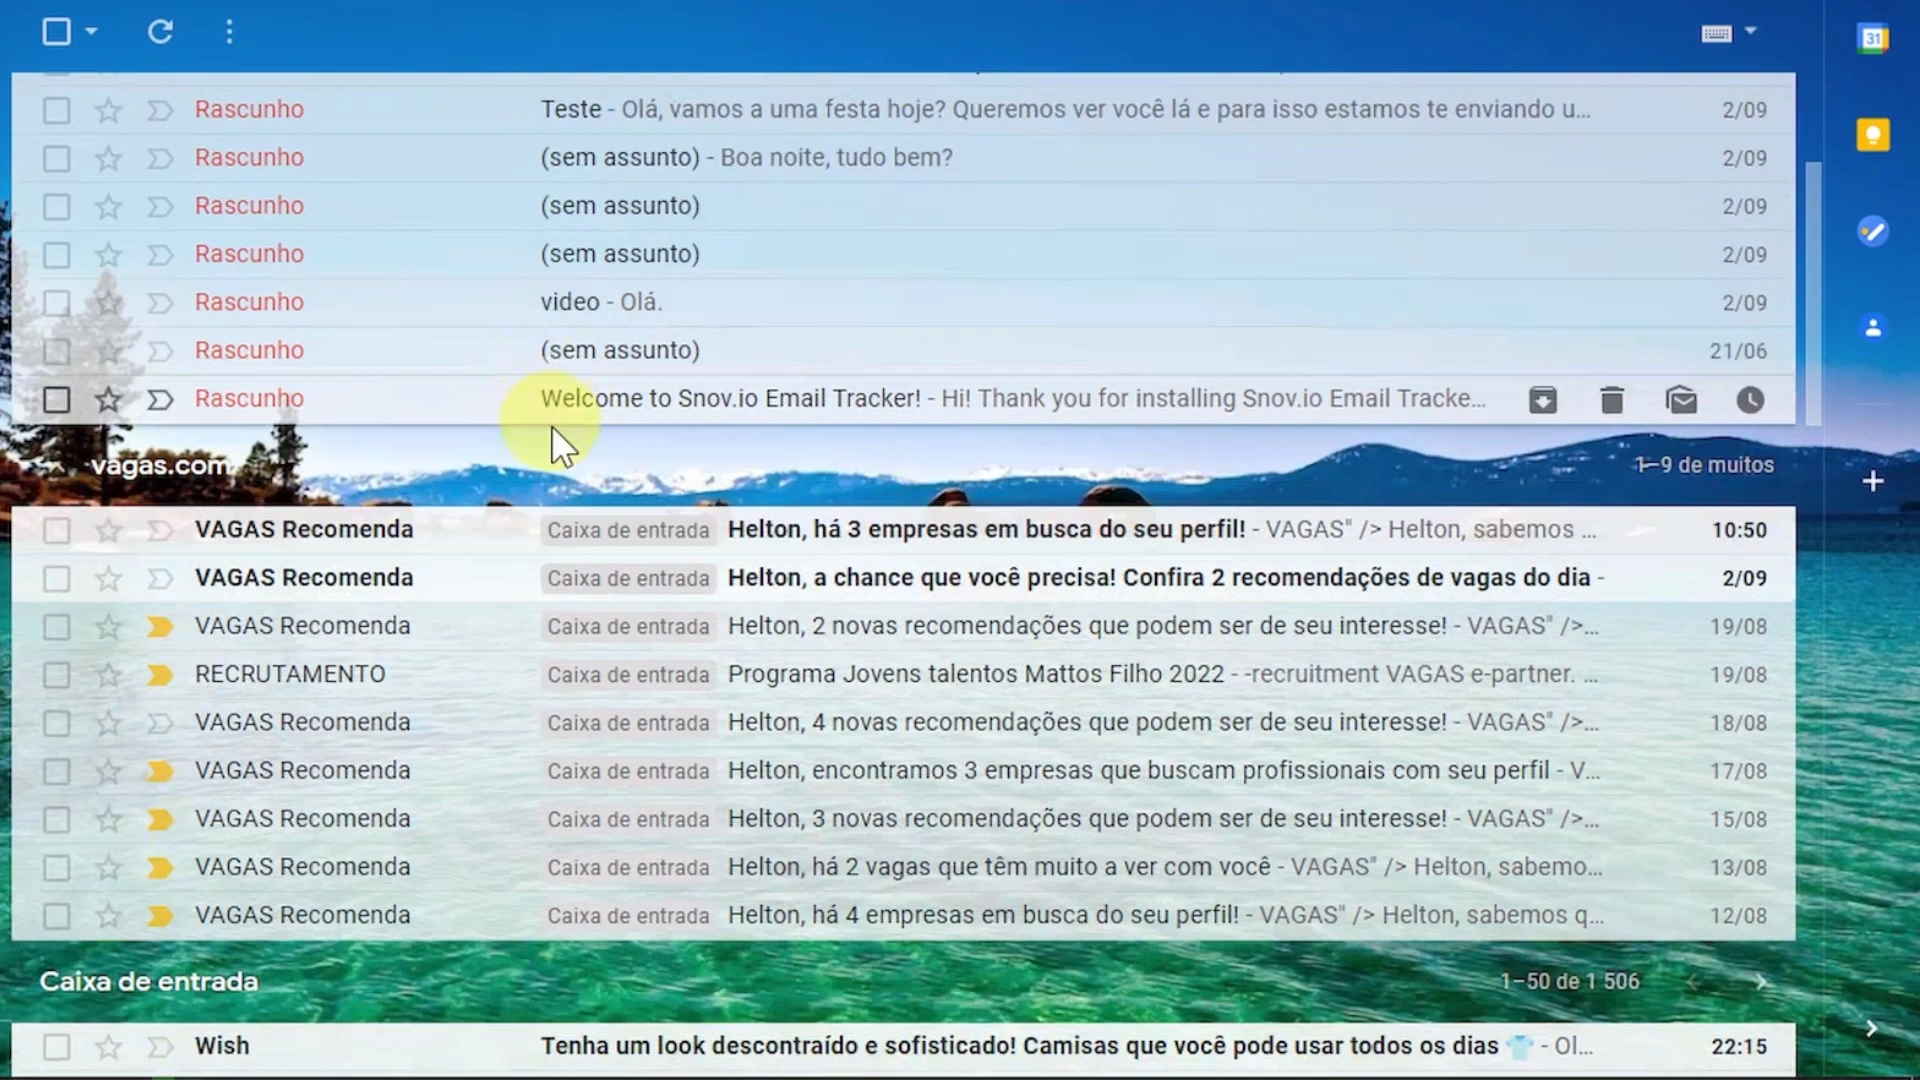 31
Rascunho Teste - Olá, vamos a uma festa hoje? Queremos ver você lá e para isso estamos te enviando u... 2/09
Rascunho (sem assunto) - Boa noite, tudo bem? 2/09
Rascunho (sem assunto) 2/09
Rascunho (sem assunto) 2/09
Rascunho video - Olá. 2/09
Rascunho (sem assunto) 21/06
Rascunho Welcome to Snov.io Email Tracker! - Hi! Thank you for installing Snov.io Email Tracke...
vagas.com 1–9 de muitos
VAGAS Recomenda Caixa de entrada Helton, há 3 empresas em busca do seu perfil! - VAGAS" /> Helton, sabemos ... 10:50
VAGAS Recomenda Caixa de entrada Helton, a chance que você precisa! Confira 2 recomendações de vagas do dia - 2/09
VAGAS Recomenda Caixa de entrada Helton, 2 novas recomendações que podem ser de seu interesse! - VAGAS" />... 19/08
RECRUTAMENTO Caixa de entrada Programa Jovens talentos Mattos Filho 2022 - -recruitment VAGAS e-partner. ... 19/08
VAGAS Recomenda Caixa de entrada Helton, 4 novas recomendações que podem ser de seu interesse! - VAGAS" />... 18/08
VAGAS Recomenda Caixa de entrada Helton, encontramos 3 empresas que buscam profissionais com seu perfil - V... 17/08
VAGAS Recomenda Caixa de entrada Helton, 3 novas recomendações que podem ser de seu interesse! - VAGAS" />... 15/08
VAGAS Recomenda Caixa de entrada Helton, há 2 vagas que têm muito a ver com você - VAGAS" /> Helton, sabemo... 13/08
VAGAS Recomenda Caixa de entrada Helton, há 4 empresas em busca do seu perfil! - VAGAS" /> Helton, sabemos q... 12/08
Caixa de entrada 1–50 de 1 506
Wish Tenha um look descontraído e sofisticado! Camisas que você pode usar todos os dias 👕 - Ol... 22:15